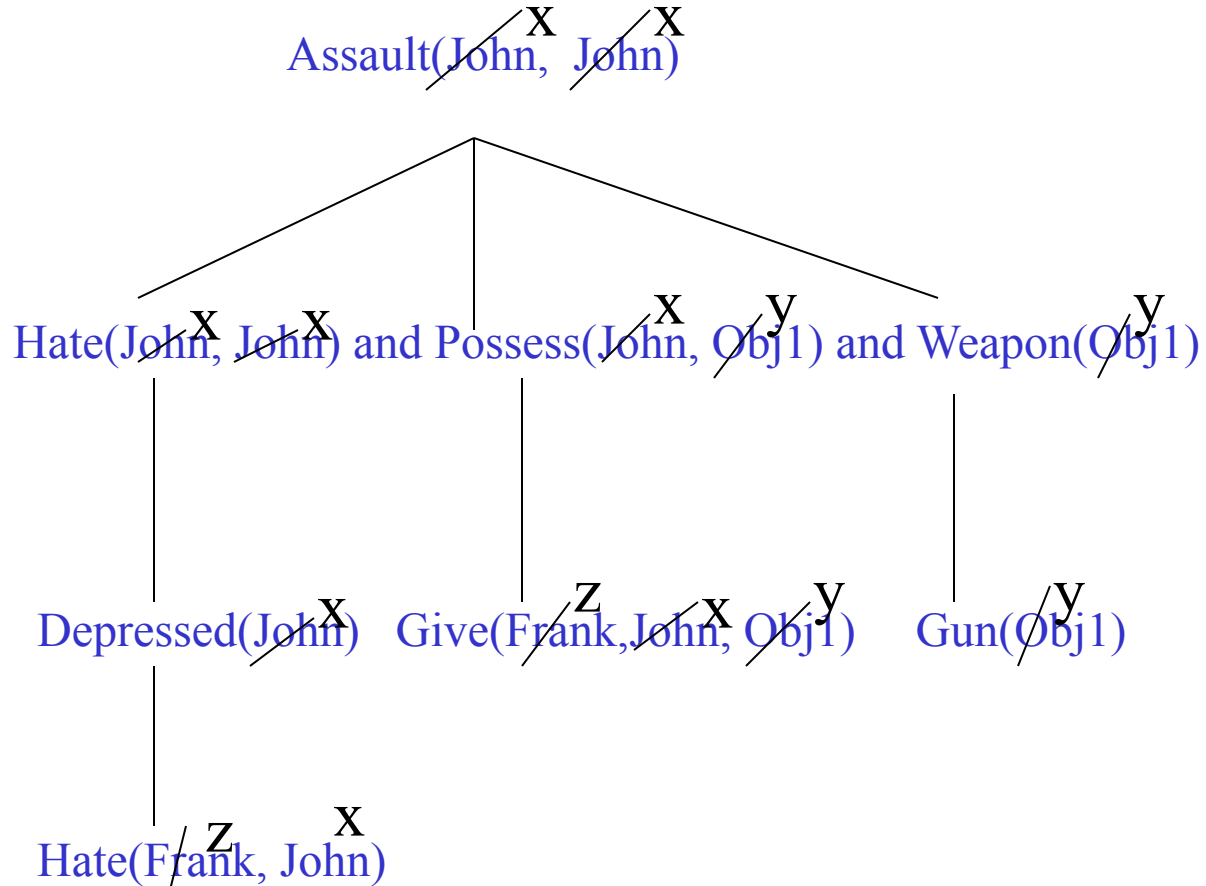 x x
Assault(John, John)
x x x y y
Hate(John, John) and Possess(John, Obj1) and Weapon(Obj1)
x z x y y
Depressed(John) Give(Frank,John, Obj1) Gun(Obj1)
z x
Hate(Frank, John)